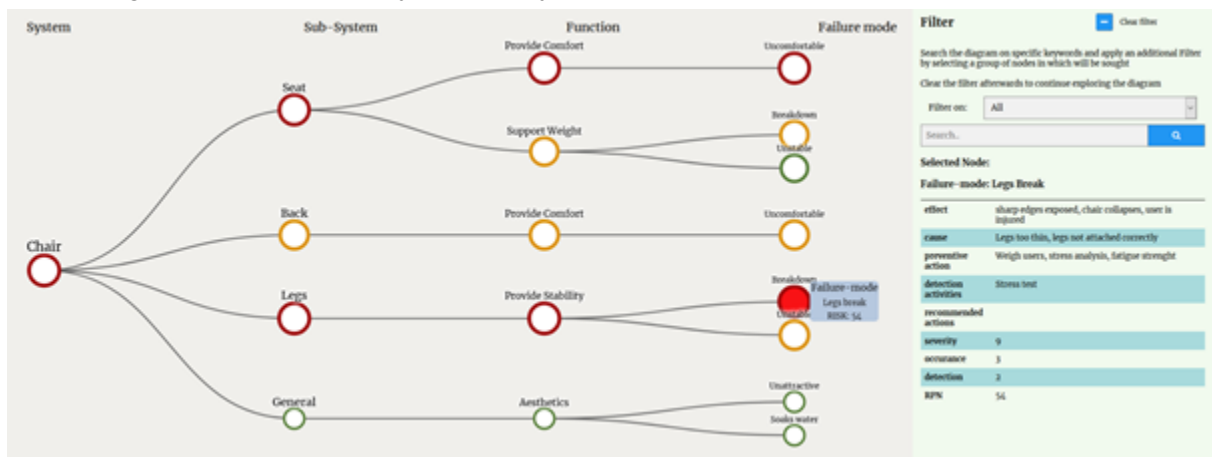 System
Sub-System
Function
Failure mode
Provide Comfort
Uncomfortable
Seat
Breakdown
Support Weight
Unstable
Back
Provide Comfort
Uncomfortable
Chair
Breakdown
Legs
Provide Stability
Failure-mode
Legs break
RISK: 54
Unstable
Unattractive
General
Aesthetics
Soaks water
Filter
Clear filter
Search the diagram on specific keywords and apply an additional Filter
by selecting a group of nodes in which will be sought
Clear the filter afterwards to continue exploring the diagram
Filter on:
All
Search..
Selected Node:
Failure-mode: Legs Break
effect
sharp edges exposed, chair collapses, user is
injured
cause
Legs too thin, legs not attached correctly
preventive
action
Weigh users, stress analysis, fatigue strenght
detection
activities
Stress test
recommended
actions
severity
9
occurance
3
detection
2
RPN
54